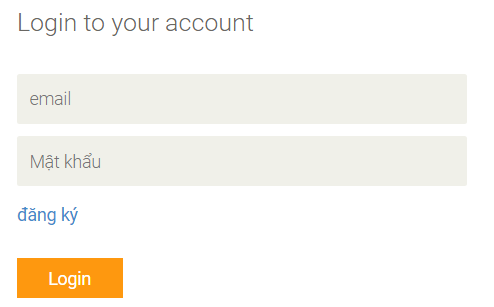 Login to your account
email
Mật khẩu
đăng ký
Login